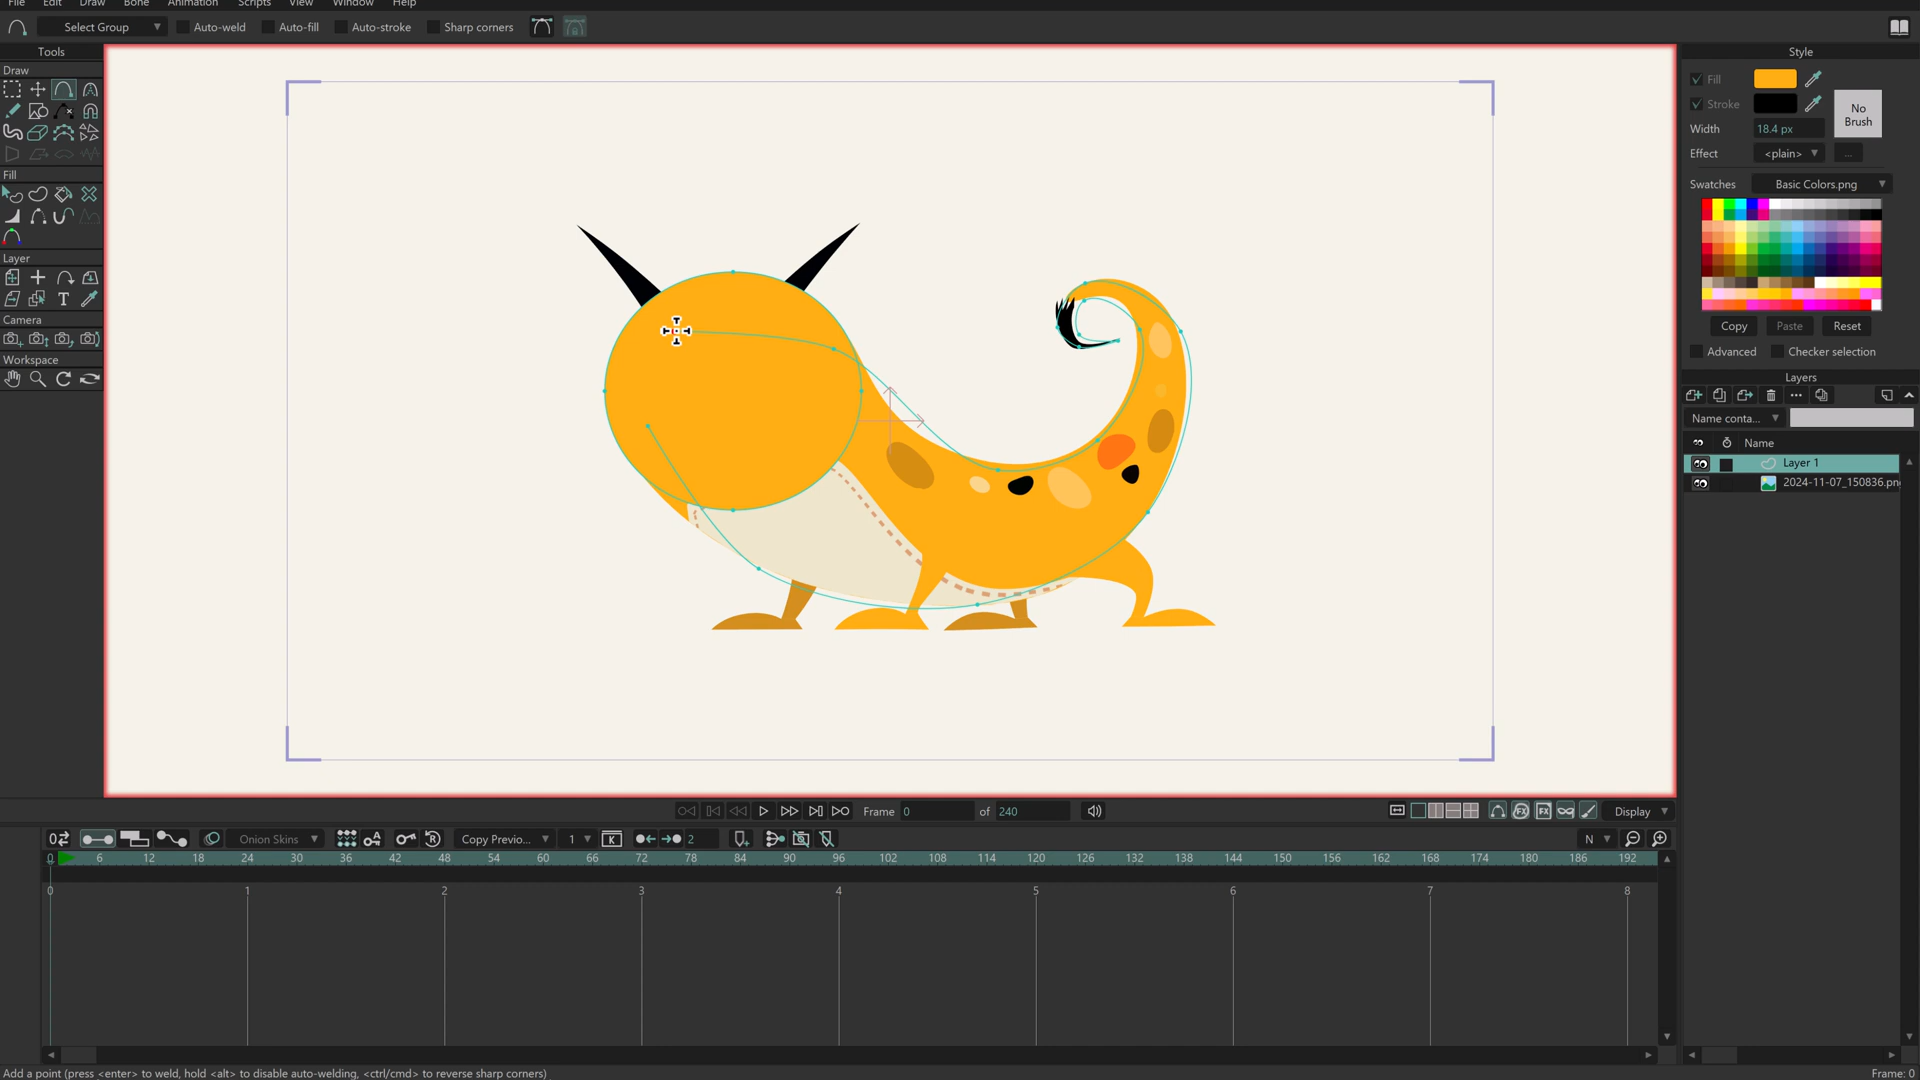 File Edit Draw Bone Animation Scripts View Window Help
Select Group Auto-weld Auto-fill Auto-stroke Sharp corners
Tools
Draw
Fill
Layer
Camera
Workspace
Style
Fill
Stroke
No
Brush
Width 18.4 px
Effect <plain> ...
Swatches Basic Colors.png
Copy Paste Reset
Advanced Checker selection
Layers
Name conta...
Name
Layer 1
2024-11-07_150836.pn
Frame 0 of 240 Display
Onion Skins Copy Previo... 1 2 N
0 6 12 18 24 30 36 42 48 54 60 66 72 78 84 90 96 102 108 114 120 126 132 138 144 150 156 162 168 174 180 186 192
0 1 2 3 4 5 6 7 8
Add a point (press <enter> to weld, hold <alt> to disable auto-welding, <ctrl/cmd> to reverse sharp corners)
Frame: 0